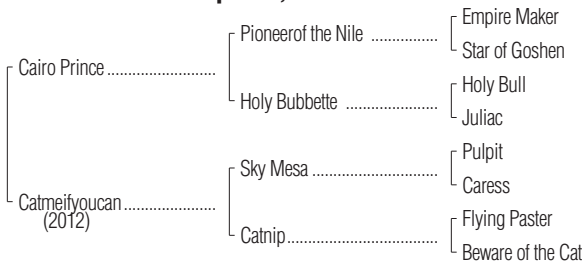 Empire Maker
Pioneerof the Nile ..................
Star of Goshen
Cairo Prince .............................
Holy Bull
Holy Bubbette .........................
Juliac
Pulpit
Sky Mesa ..................................
Caress
Catmeifyoucan .........................
(2012)
Flying Paster
Catnip .........................................
Beware of the Cat